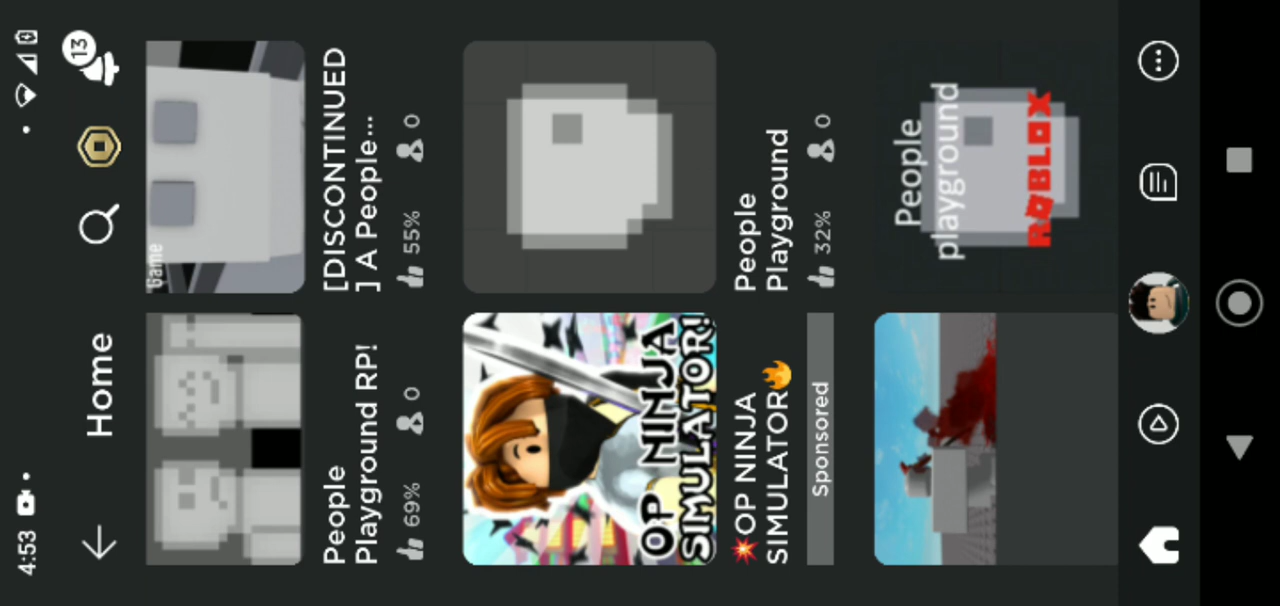 4:53
Home
13
Game
People
Playground RP!
69% 0
[DISCONTINUED
] A People...
55% 0
OP NINJA
SIMULATOR!
💥OP NINJA
SIMULATOR🔥
Sponsored
People
Playground
32% 0
People
playground
ROBLOX